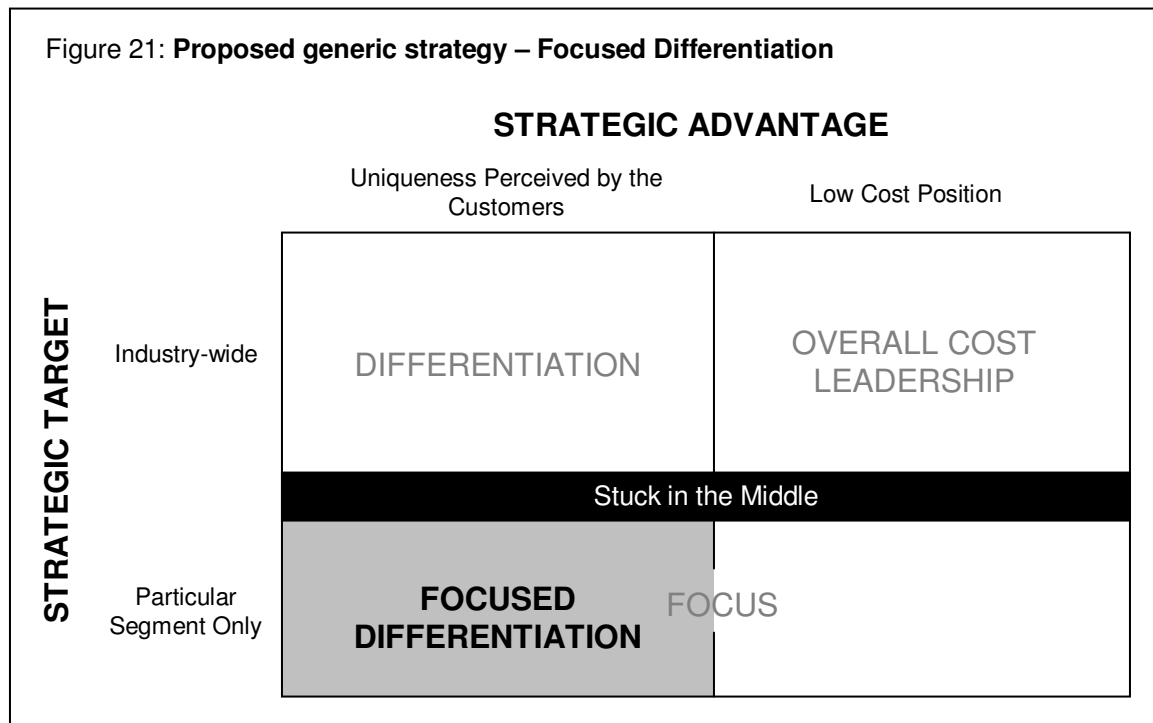 Figure 21: Proposed generic strategy – Focused Differentiation
STRATEGIC ADVANTAGE
Uniqueness Perceived by the
Customers
Low Cost Position
STRATEGIC TARGET
Industry-wide
DIFFERENTIATION
OVERALL COST
LEADERSHIP
Stuck in the Middle
Particular
Segment Only
FOCUSED
DIFFERENTIATION
FOCUS